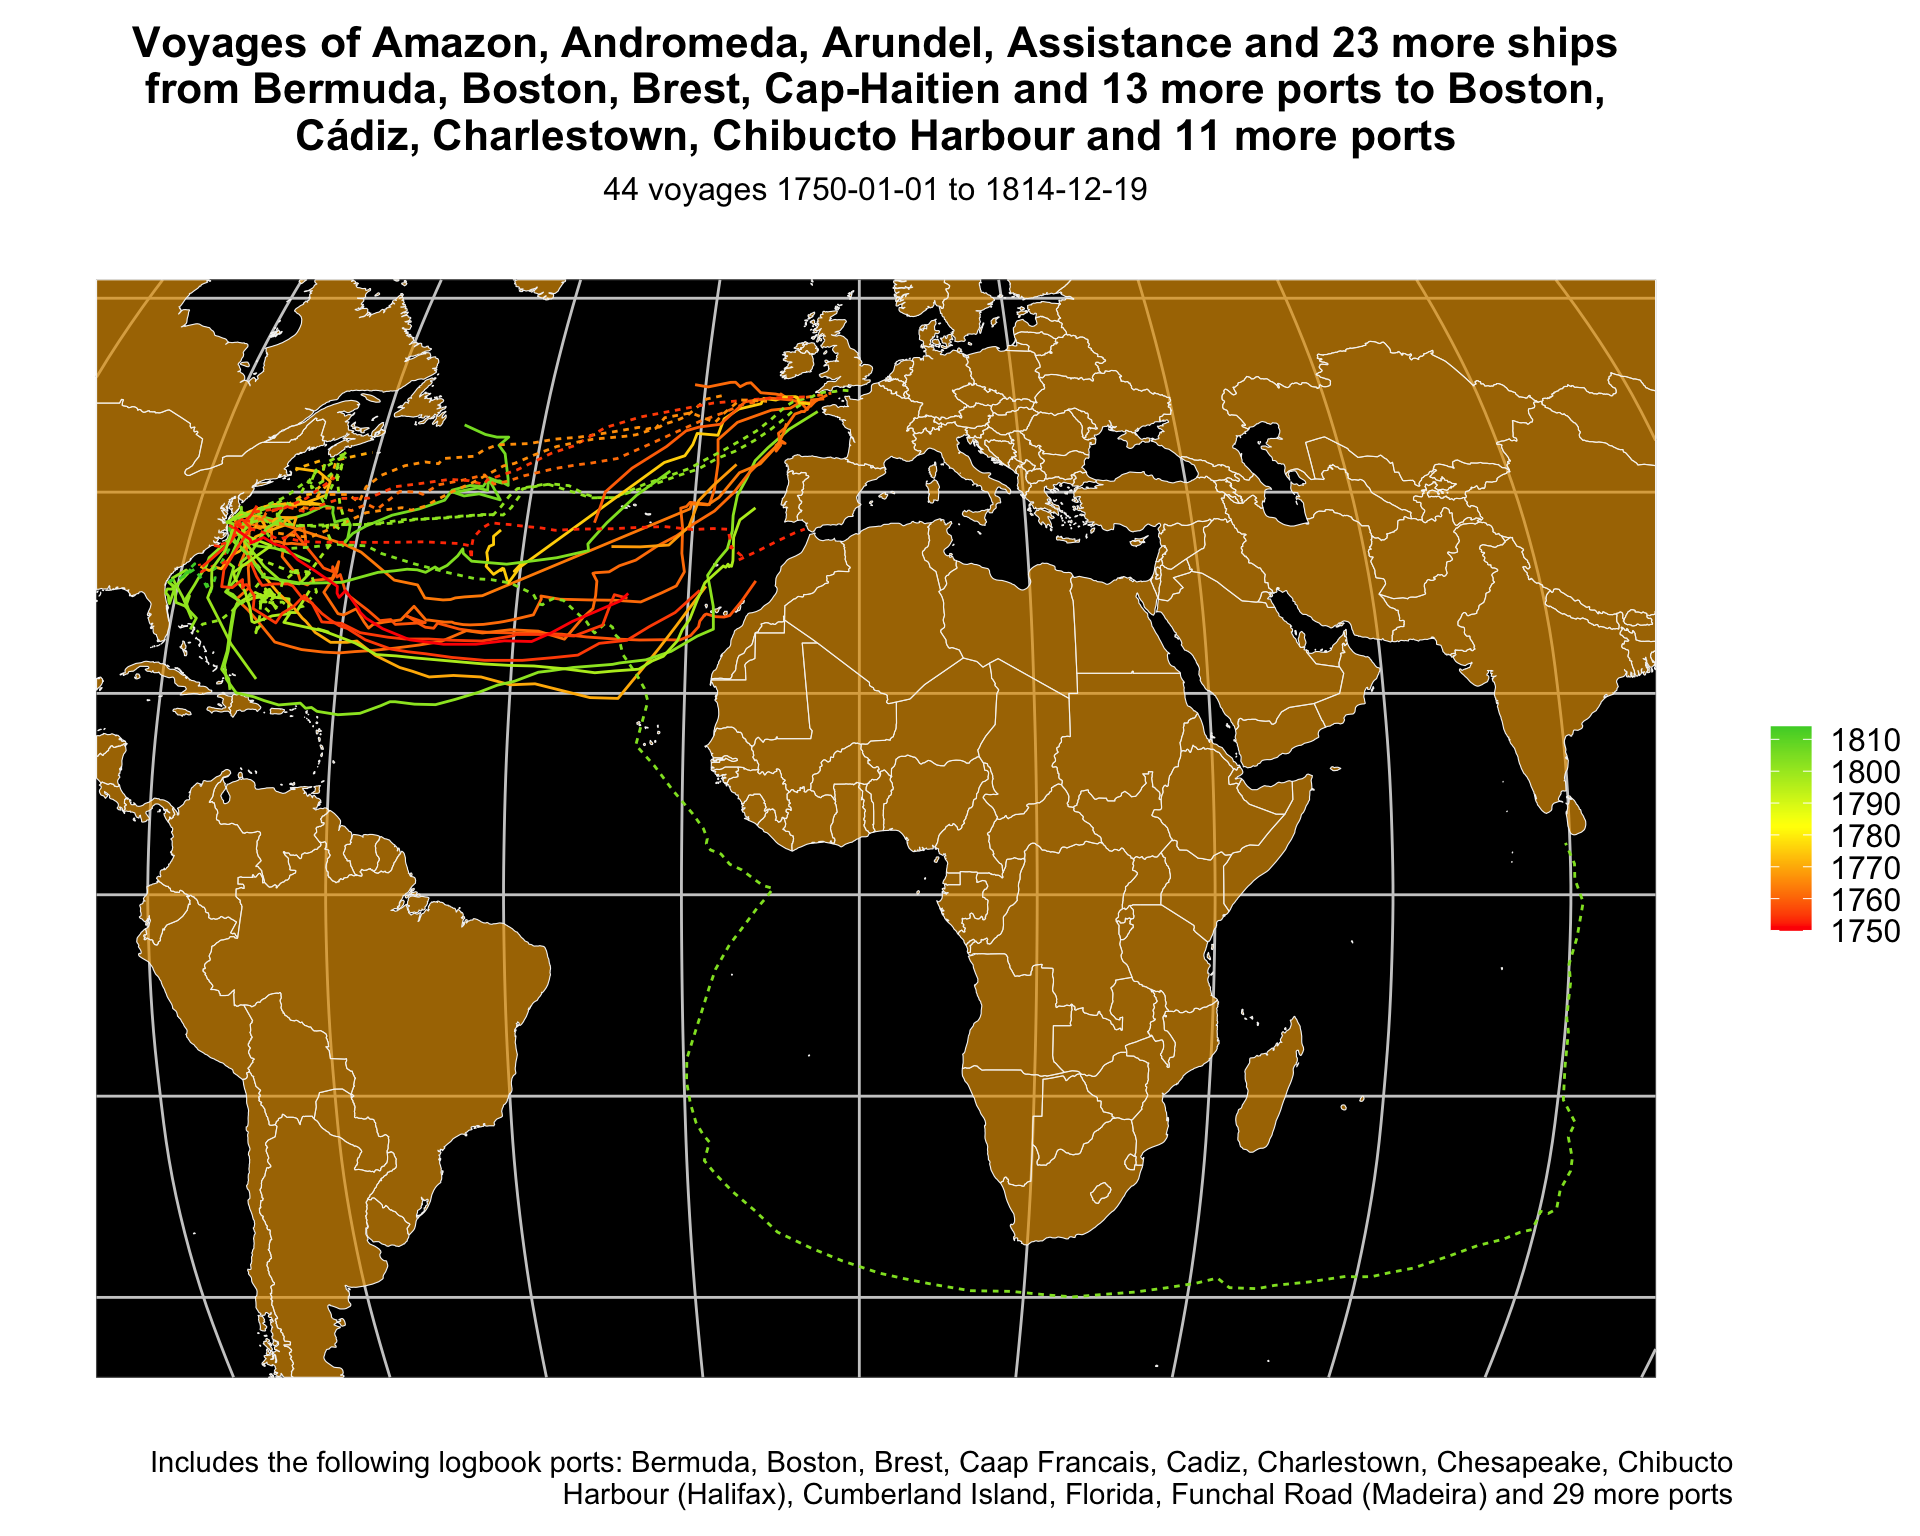 Voyages of Amazon, Andromeda, Arundel, Assistance and 23 more ships
from Bermuda, Boston, Brest, Cap-Haitien and 13 more ports to Boston,
Cádiz, Charlestown, Chibucto Harbour and 11 more ports
44 voyages 1750-01-01 to 1814-12-19
1810
1800
1790
1780
1770
1760
1750
Includes the following logbook ports: Bermuda, Boston, Brest, Caap Francais, Cadiz, Charlestown, Chesapeake, Chibucto
Harbour (Halifax), Cumberland Island, Florida, Funchal Road (Madeira) and 29 more ports